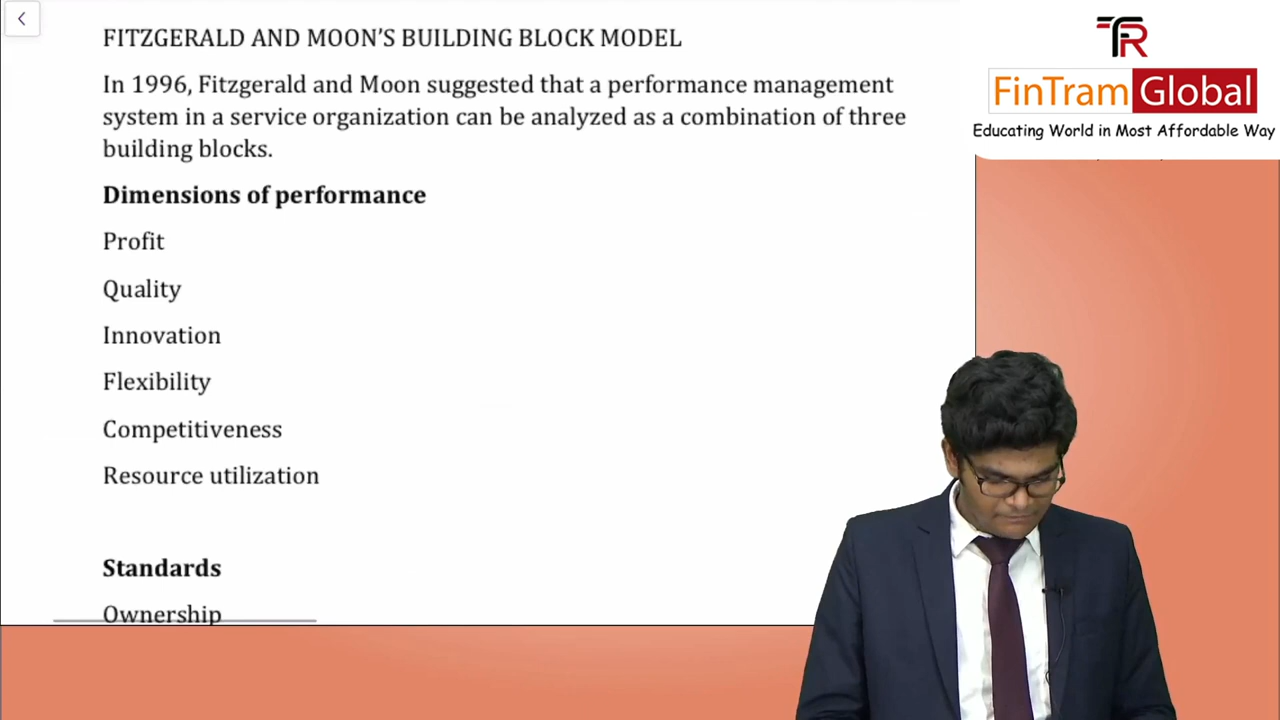 FITZGERALD AND MOON'S BUILDING BLOCK MODEL
In 1996, Fitzgerald and Moon suggested that a performance management
system in a service organization can be analyzed as a combination of three
building blocks.
Dimensions of performance
Profit
Quality
Innovation
Flexibility
Competitiveness
Resource utilization
Standards
Ownership
TFR
FinTram Global
Educating World in Most Affordable Way